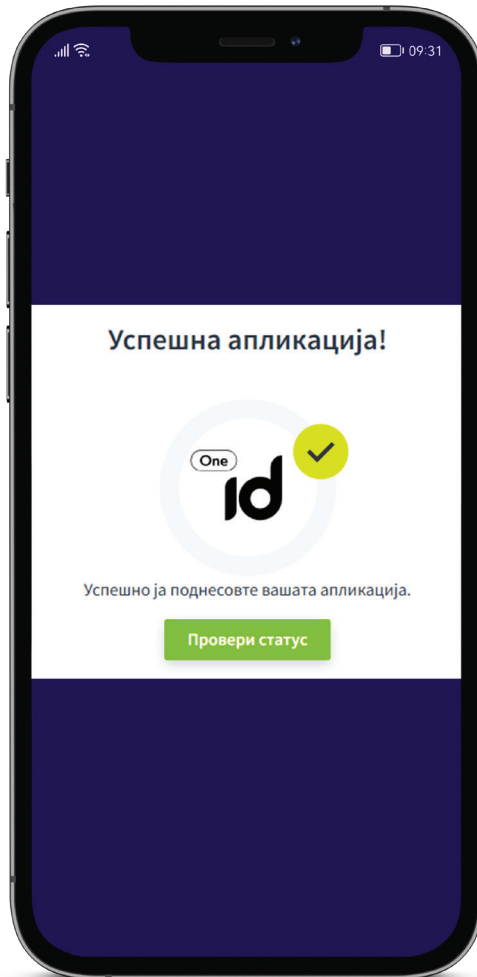 09:31
Успешна апликација!
One
id
Успешно ја поднесовте вашата апликација.
Провери статус